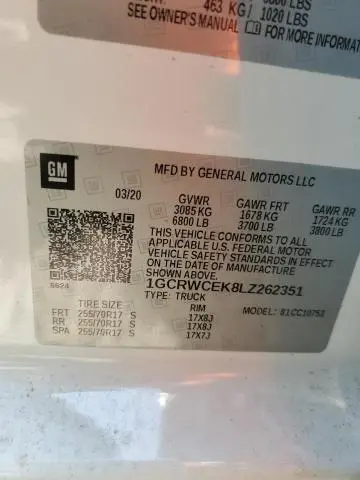 463 KG/ 1020 LBS
SEE OWNER'S MANUAL FOR MORE INFORMAT
GM
MFD BY GENERAL MOTORS LLC
03/20
GVWR GAWR FRT GAWR RR
3085 KG 1678 KG 1724 KG
6800 LB 3700 LB 3800 LB
THIS VEHICLE CONFORMS TO ALL
APPLICABLE U.S. FEDERAL MOTOR
VEHICLE SAFETY STANDARDS
IN EFFECT ON THE DATE OF
MANUFACTURE SHOWN ABOVE.
1GCRWCEK8LZ262351
TYPE: TRUCK
6624
TIRE SIZE RIM MODEL: 81CC10753
FRT 255/70R17 S 17X8J
RR 255/70R17 S 17X8J
SPA 255/70R17 S 17X7J